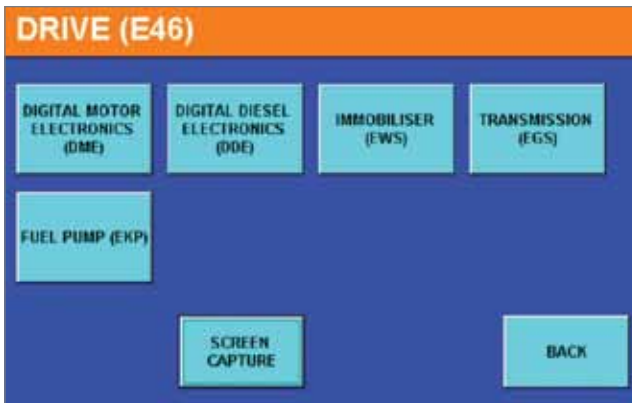 DRIVE (E46)
DIGITAL MOTOR
ELECTRONICS
(DME)
DIGITAL DIESEL
ELECTRONICS
(DDE)
IMMOBILISER
(EWS)
TRANSMISSION
(EGS)
FUEL PUMP (EKP)
SCREEN
CAPTURE
BACK